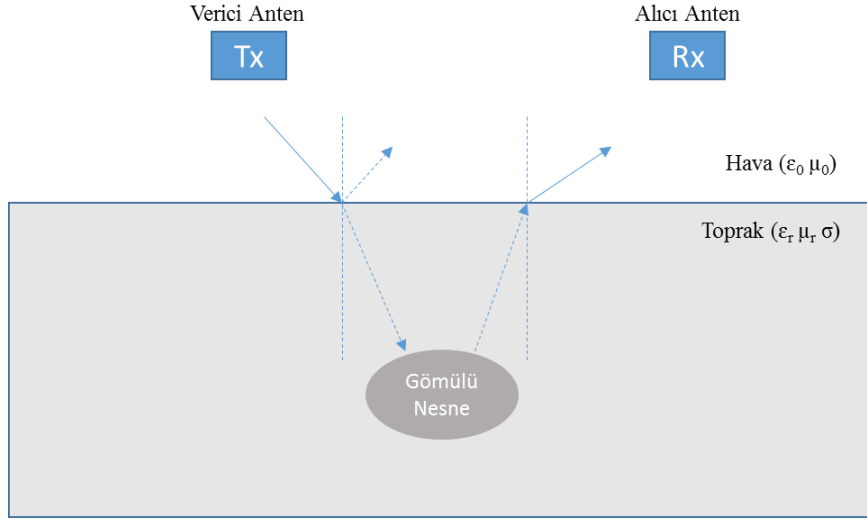 Verici Anten
Alıcı Anten
Tx
Rx
Hava (ε₀ μ₀)
Toprak (εᵣ μᵣ σ)
Gömülü
Nesne